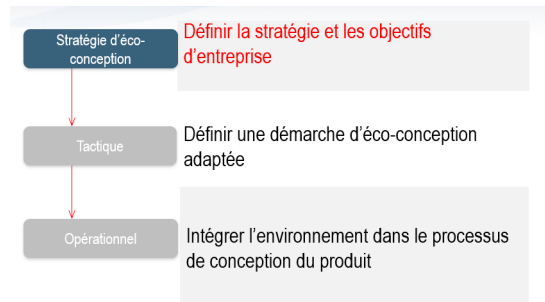 Stratégie d'éco-
conception
Définir la stratégie et les objectifs
d'entreprise
Tactique
Définir une démarche d'éco-conception
adaptée
Opérationnel
Intégrer l'environnement dans le processus
de conception du produit